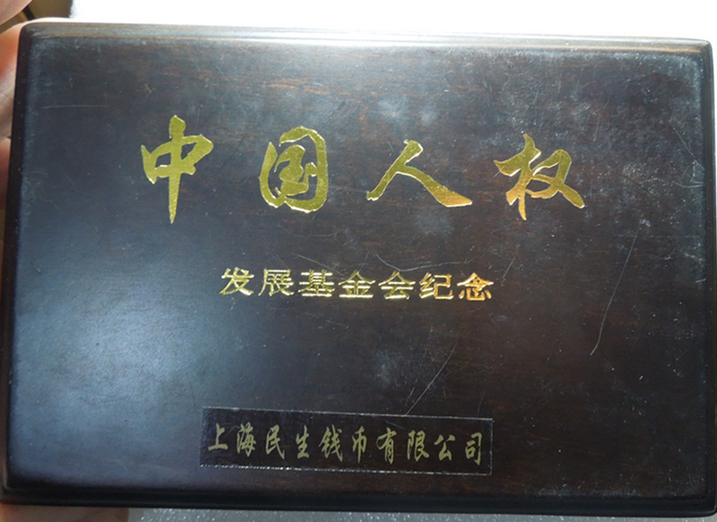 中国人权
发展基金会纪念
上海民生钱币有限公司